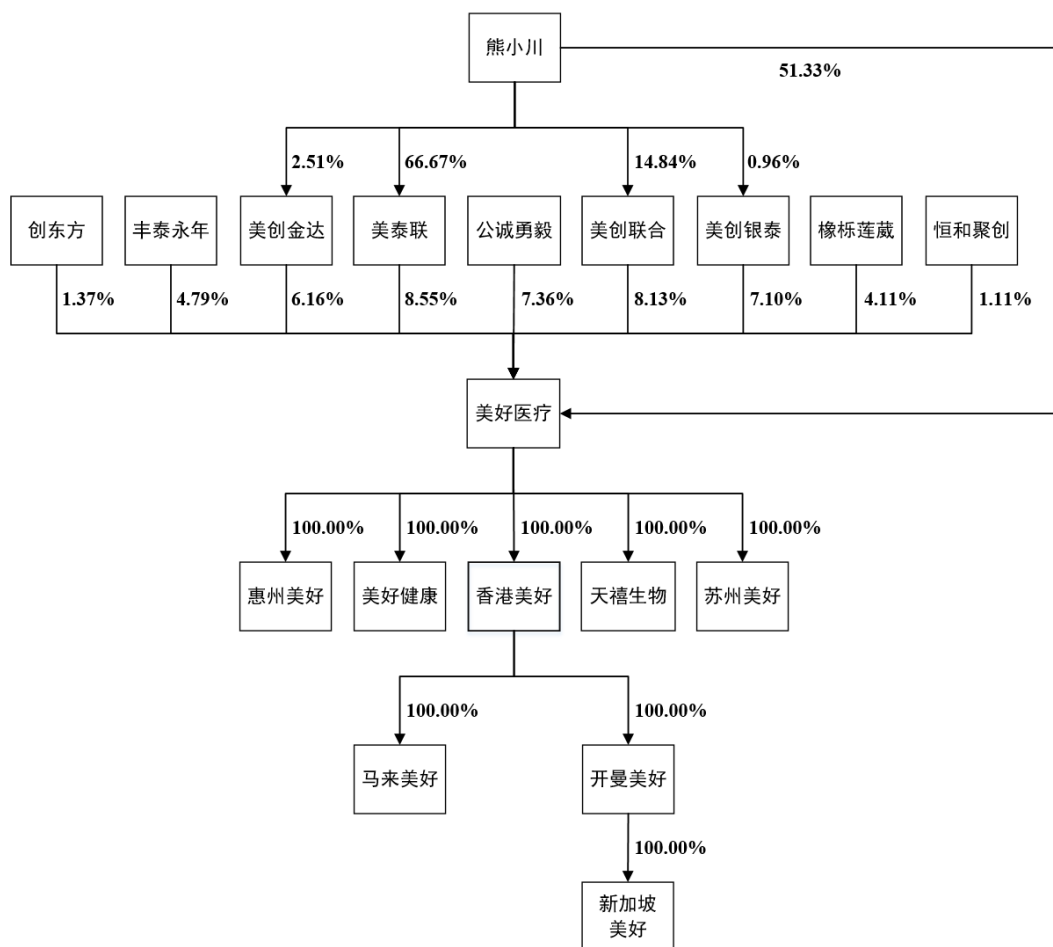 熊小川
51.33%
2.51%
66.67%
14.84%
0.96%
创东方
丰泰永年
美创金达
美泰联
公诚勇毅
美创联合
美创银泰
橡栎莲葳
恒和聚创
1.37%
4.79%
6.16%
8.55%
7.36%
8.13%
7.10%
4.11%
1.11%
美好医疗
100.00%
100.00%
100.00%
100.00%
100.00%
惠州美好
美好健康
香港美好
天禧生物
苏州美好
100.00%
100.00%
马来美好
开曼美好
100.00%
新加坡
美好